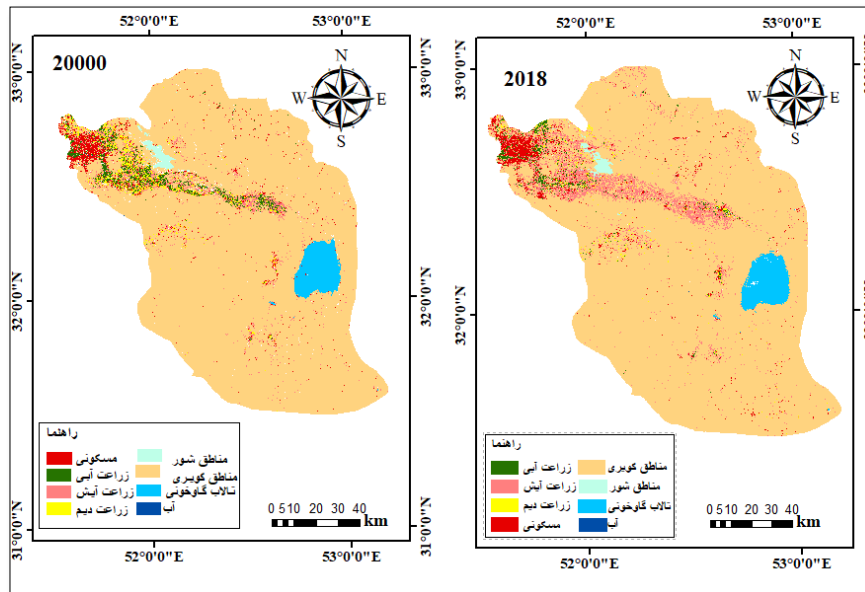 52°0'0"E 53°0'0"E
20000
33°0'0"N
33°0'0"N
N
W E
S
32°0'0"N
32°0'0"N
راهنما
مسکونی
مناطق شور
زراعت آبی
مناطق کویری
زراعت آیش
تالاب گاوخونی
زراعت دیم
آب
0 5 10 20 30 40 km
31°0'0"N
31°0'0"N
52°0'0"E 53°0'0"E
52°0'0"E 53°0'0"E
2018
33°0'0"N
N
W E
S
32°0'0"N
راهنما
زراعت آبی
مناطق کویری
زراعت آیش
مناطق شور
زراعت دیم
تالاب گاوخونی
مسکونی
آب
0 5 10 20 30 40 km
31°0'0"N
52°0'0"E 53°0'0"E